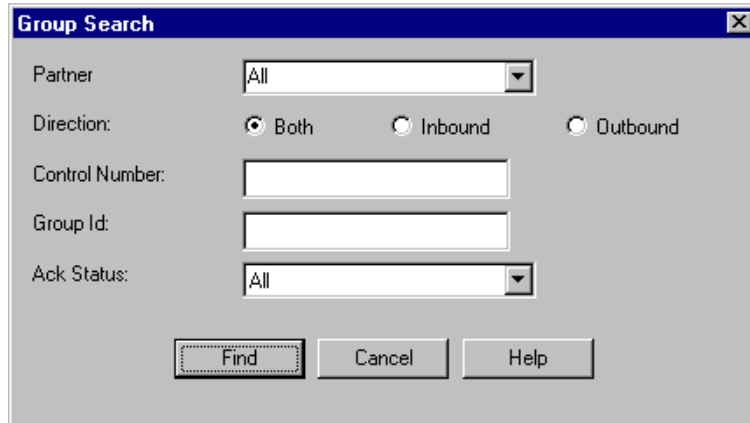 Group Search
Partner All
Direction: Both Inbound Outbound
Control Number:
Group Id:
Ack Status: All
Find Cancel Help